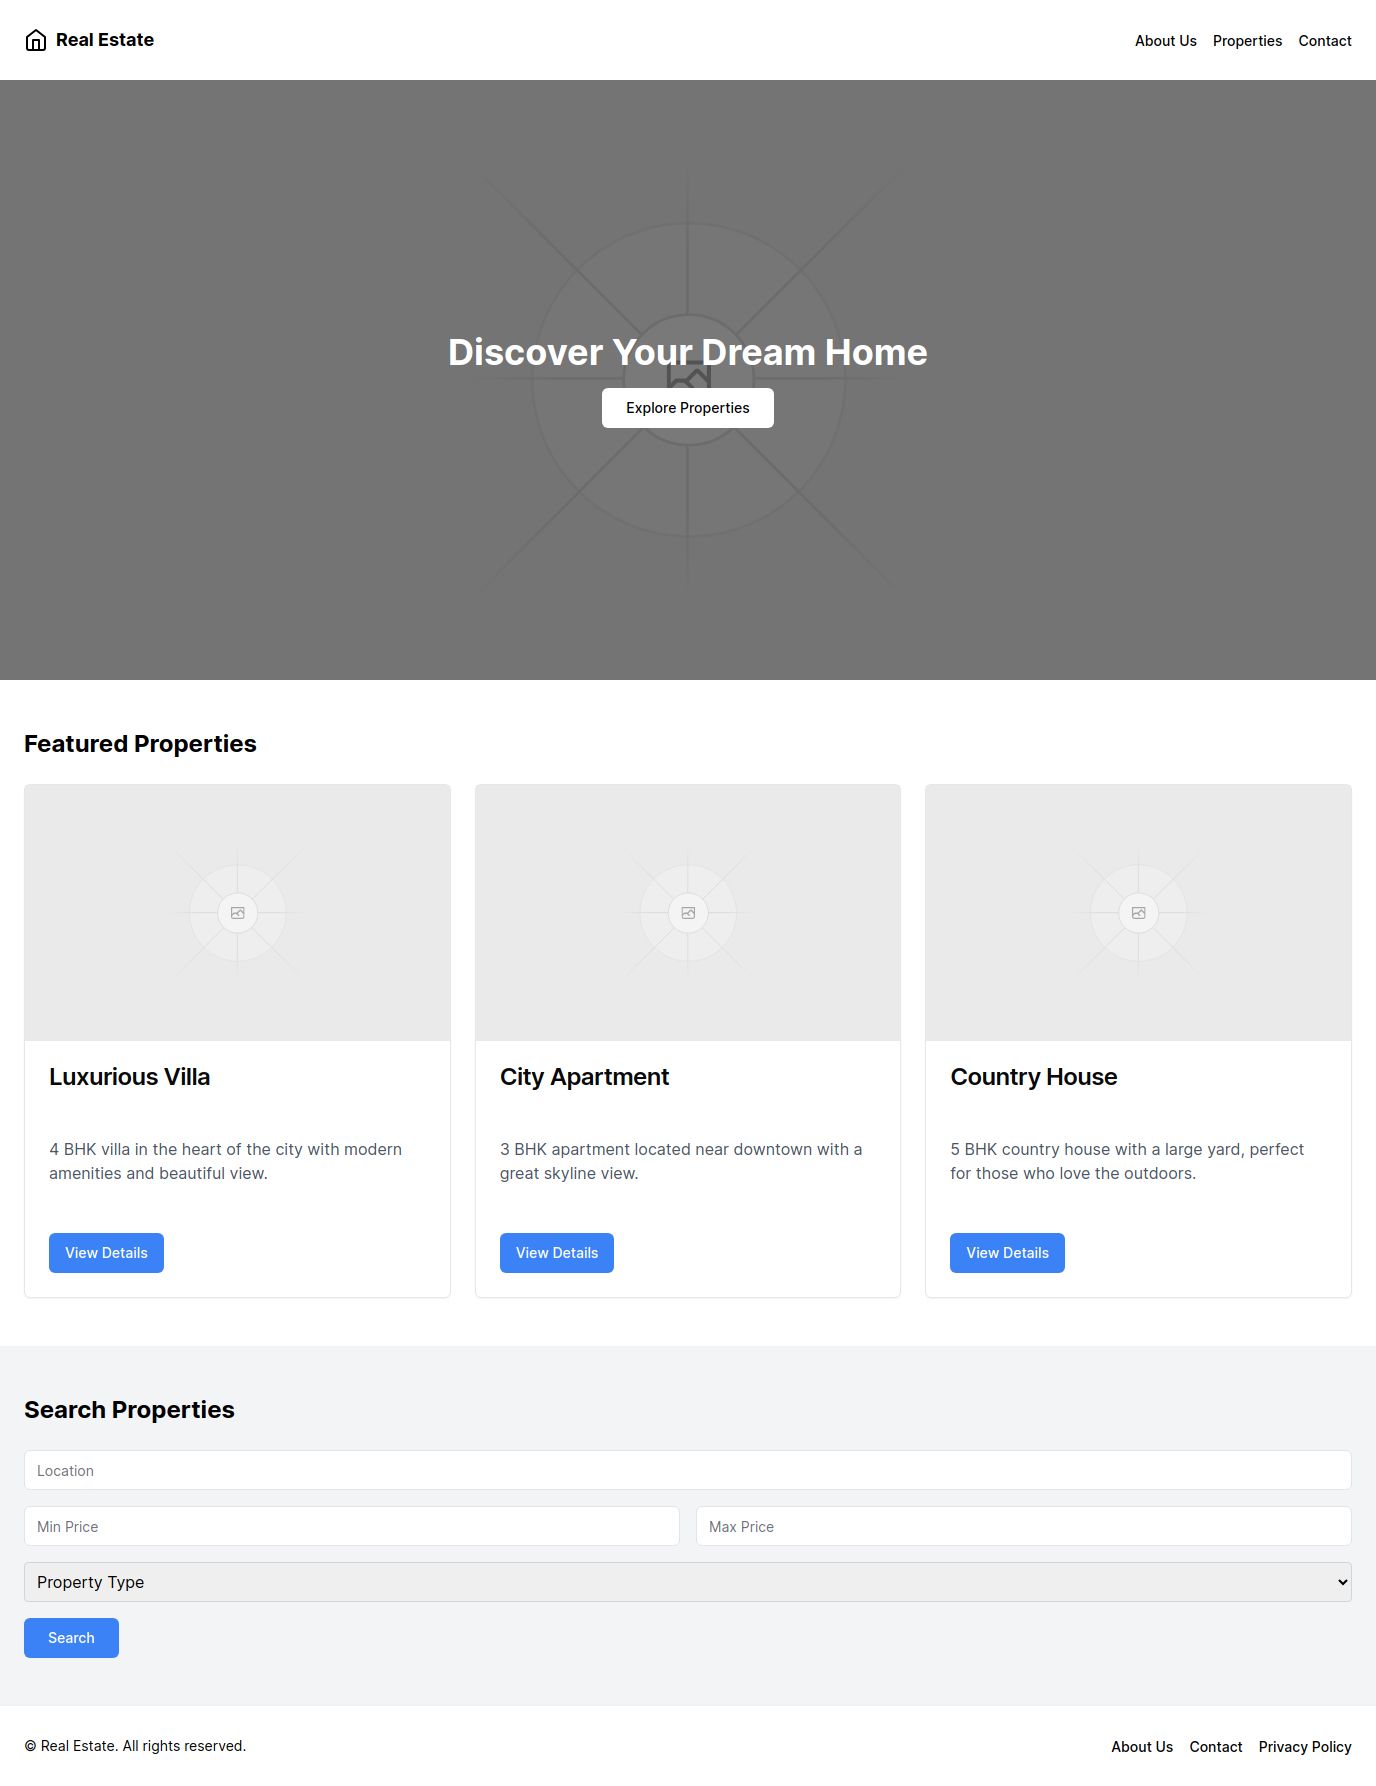 Real Estate
About Us Properties Contact
Discover Your Dream Home
Explore Properties
Featured Properties
Luxurious Villa
4 BHK villa in the heart of the city with modern
amenities and beautiful view.
View Details
City Apartment
3 BHK apartment located near downtown with a
great skyline view.
View Details
Country House
5 BHK country house with a large yard, perfect
for those who love the outdoors.
View Details
Search Properties
Location
Min Price
Max Price
Property Type
Search
© Real Estate. All rights reserved.
About Us Contact Privacy Policy